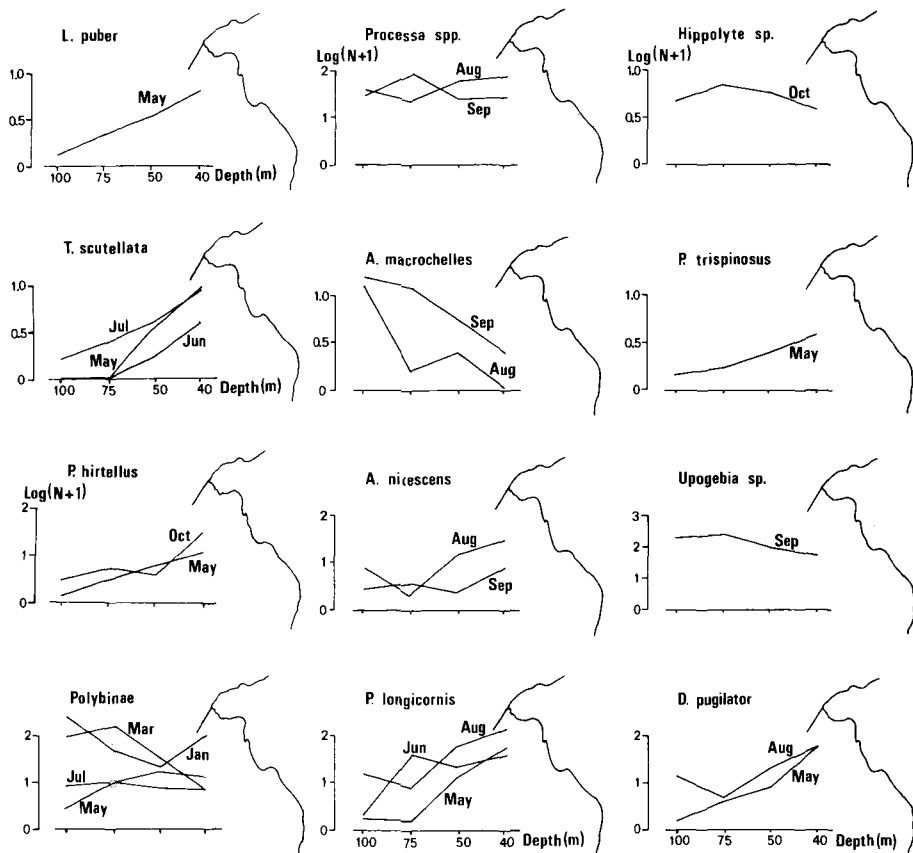 L. puber
1.0
0.5
0
May
100 75 50 40 Depth(m)
Processa spp.
Log(N+1)
2
1
0
Aug
Sep
Hippolyte sp.
Log(N+1)
1.0
0.5
0
Oct
T. scutellata
1.0
0.5
0
Jul
May
Jun
100 75 50 40 Depth(m)
A. macrochelles
1.0
0.5
0
Sep
Aug
P. trispinosus
1.0
0.5
0
May
P. hirtellus
Log(N+1)
2
1
0
Oct
May
A. nicescens
2
1
0
Aug
Sep
Upogebia sp.
3
2
1
0
Sep
Polybinae
2
1
0
Mar
Jan
Jul
May
P. longicornis
2
1
0
Jun
Aug
May
100 75 50 40 Depth(m)
D. pugilator
2
1
0
Aug
May
100 75 50 40 Depth(m)